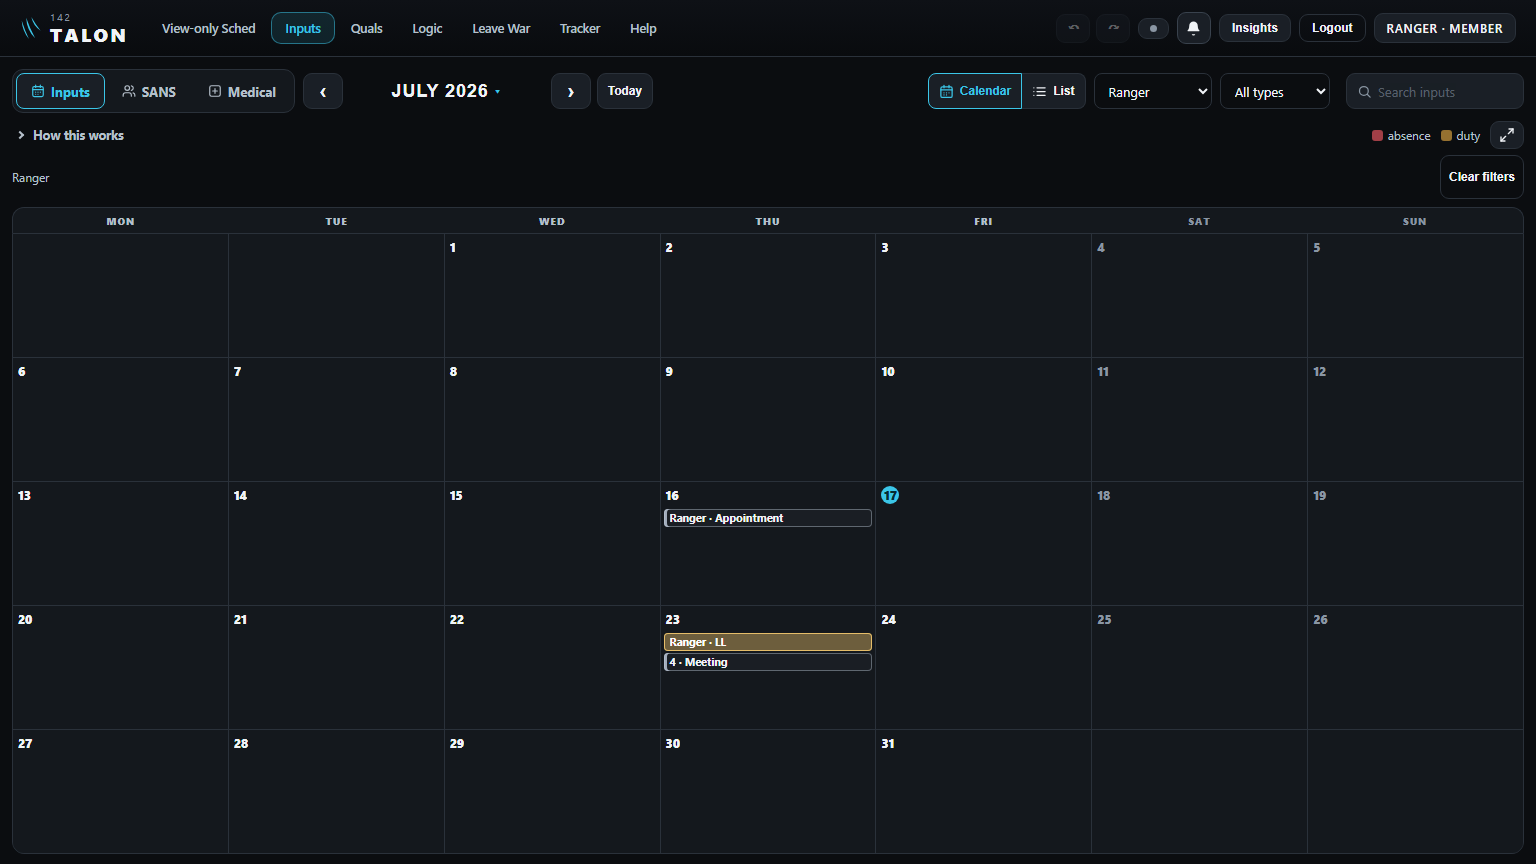 142
TALON
View-only Sched
Inputs
Quals
Logic
Leave War
Tracker
Help
Insights
Logout
RANGER · MEMBER
Inputs
SANS
Medical
‹
JULY 2026
›
Today
Calendar
List
Ranger
All types
Search inputs
How this works
absence
duty
Ranger
Clear filters
MON TUE WED THU FRI SAT SUN
1 2 3 4 5
6 7 8 9 10 11 12
13 14 15 16 17 18 19
Ranger · Appointment
20 21 22 23 24 25 26
Ranger · LL
4 · Meeting
27 28 29 30 31